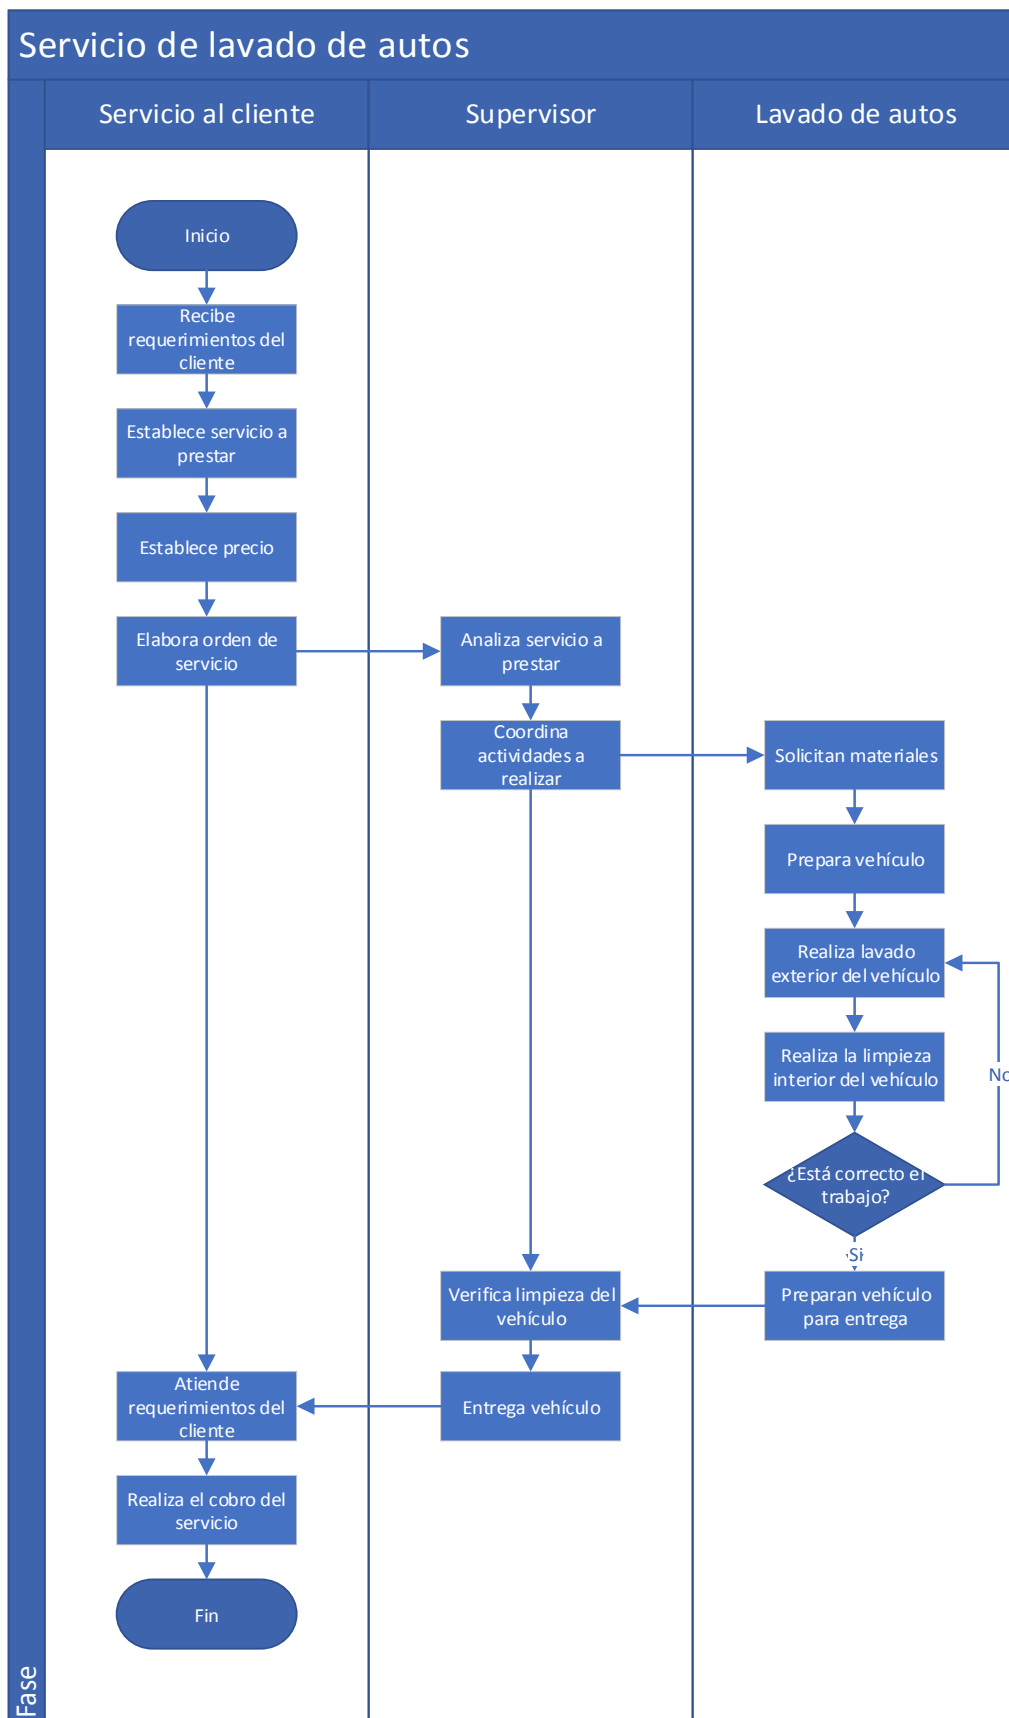 Servicio de lavado de autos
Servicio al cliente
Supervisor
Lavado de autos
Inicio
Recibe
requerimientos del
cliente
Establece servicio a
prestar
Establece precio
Elabora orden de
servicio
Analiza servicio a
prestar
Coordina
actividades a
realizar
Solicitan materiales
Prepara vehículo
Realiza lavado
exterior del vehículo
Realiza la limpieza
interior del vehículo
No
¿Está correcto el
trabajo?
Si
Preparan vehículo
para entrega
Verifica limpieza del
vehículo
Entrega vehículo
Atiende
requerimientos del
cliente
Realiza el cobro del
servicio
Fin
Fase